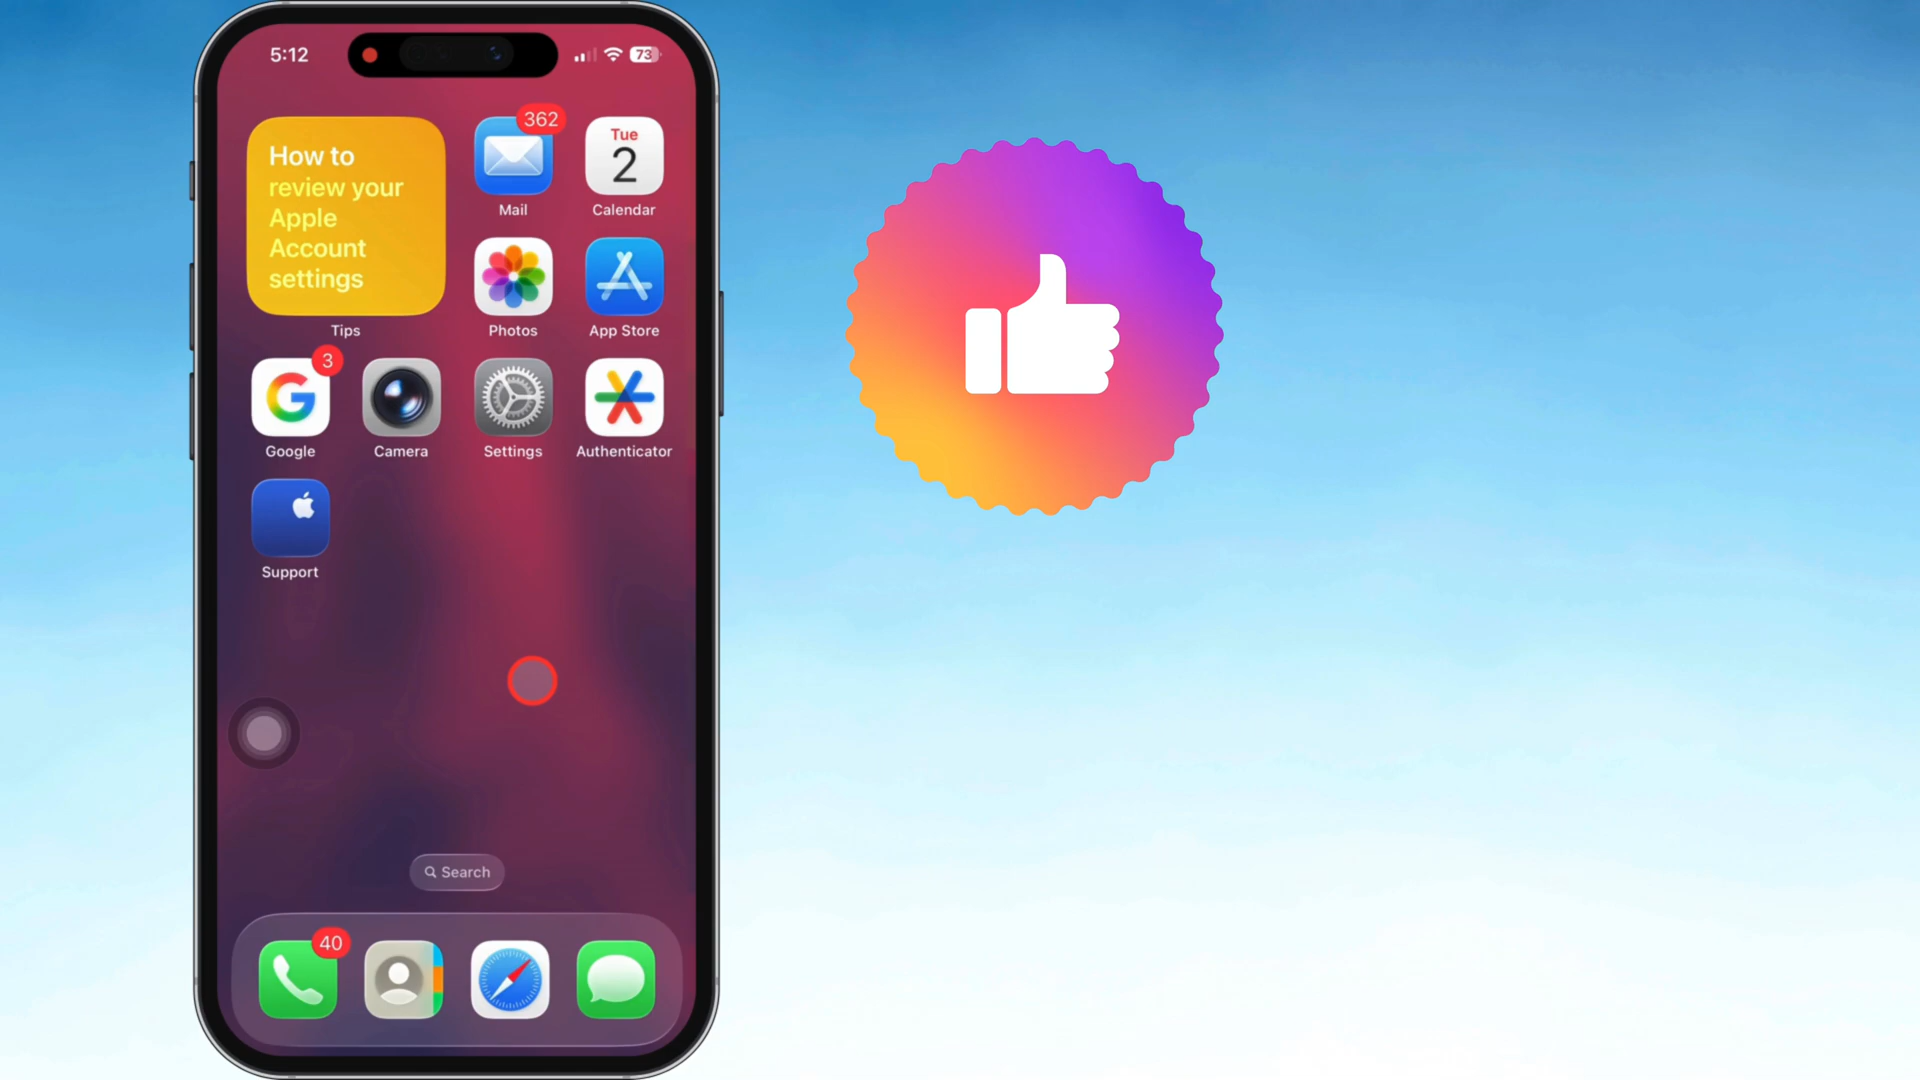 5:12
73
How to
review your
Apple
Account
settings
Tips
362
Mail
Tue
2
Calendar
Photos
App Store
3
Google
Camera
Settings
Authenticator
Support
Search
40